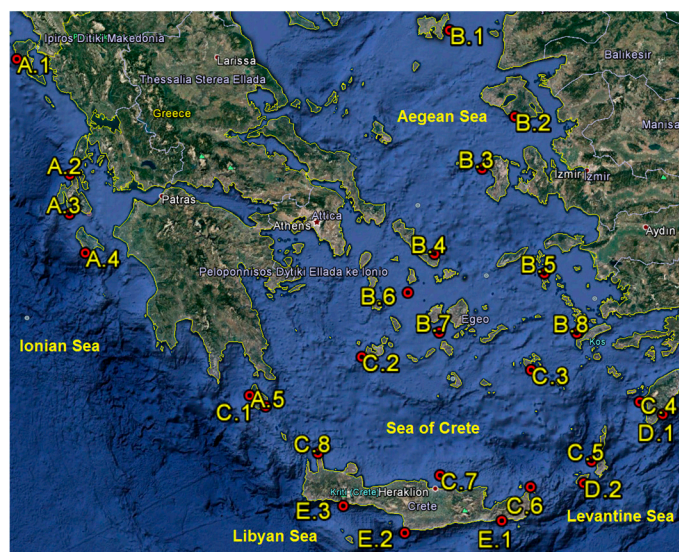 Ipiros Ditiki Makedonia
B.1
A.1
Larissa
Balikesir
Thessalia Sterea Ellada
Greece
Aegean Sea
B.2
Manisa
A.2
B.3
Izmir Izmir
A.3
Patras
Attica
Athens
Aydın
A.4
B.4
Peloponnisos Dytiki Ellada ke Ionio
B.5
B.6
B.7
Egeo
B.8
Kos
Ionian Sea
C.2
C.3
C.1
A.5
C.4
Sea of Crete
D.1
C.8
C.5
C.7
Kriti (Crete)
Heraklion
Crete
C.6
D.2
E.3
Levantine Sea
Libyan Sea
E.2
E.1